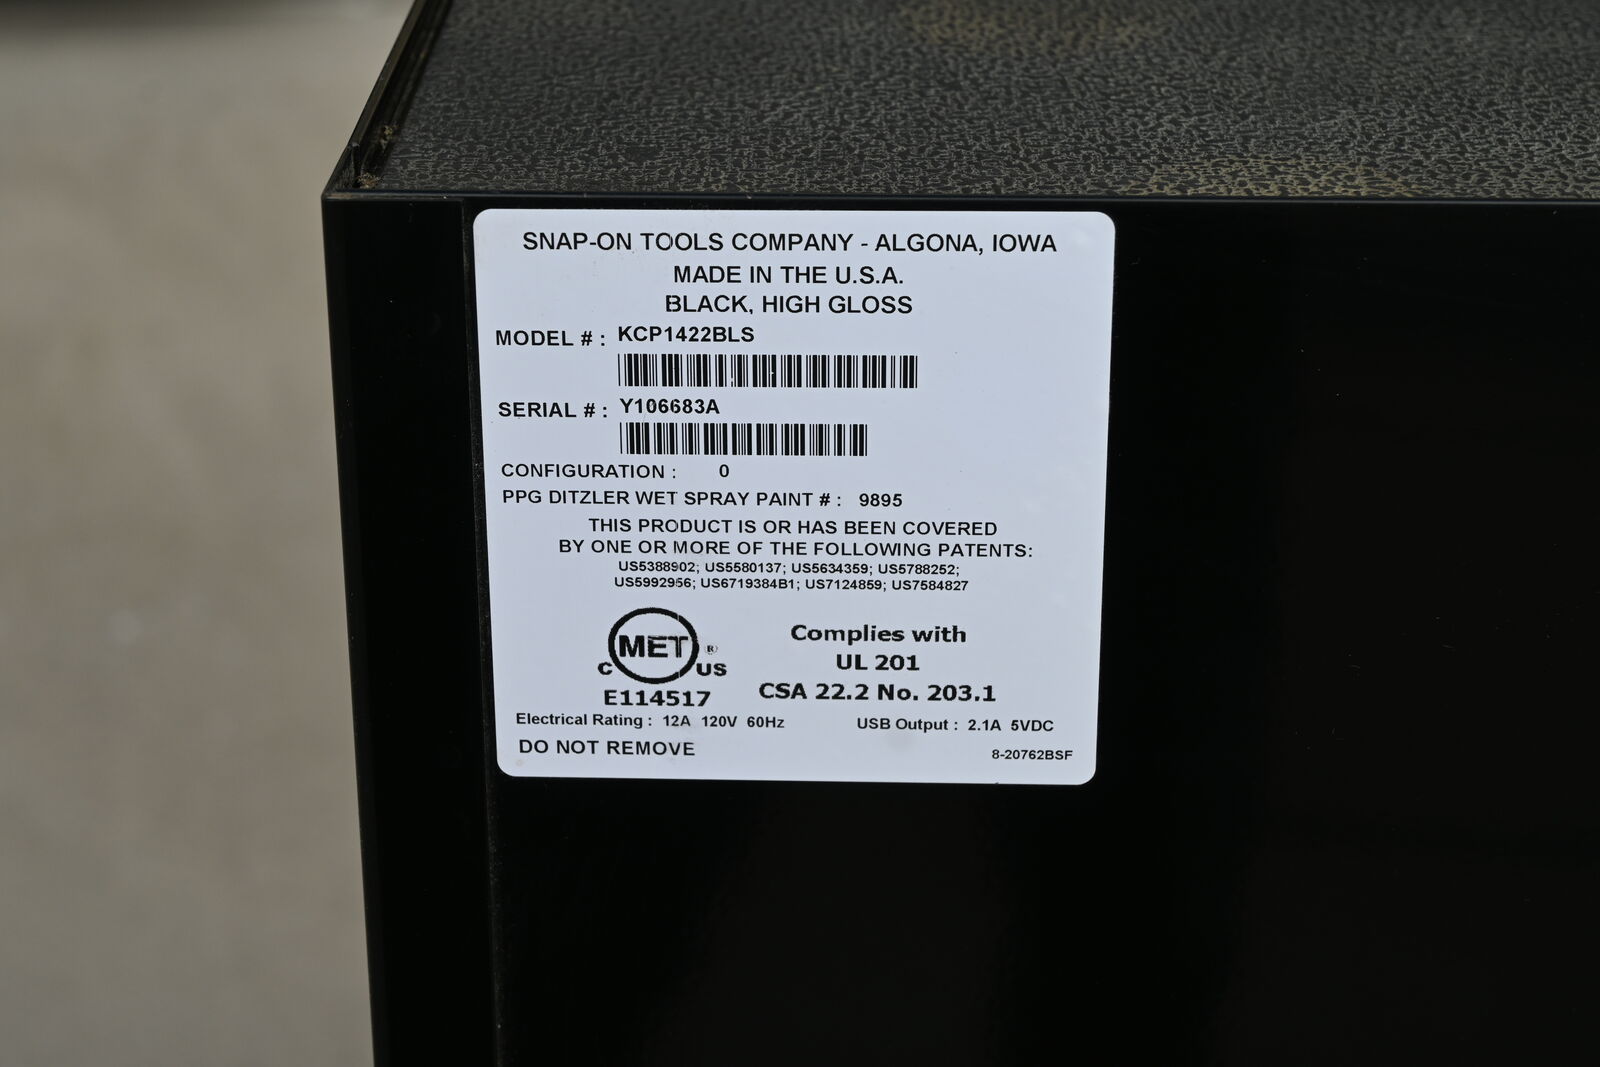 SNAP-ON TOOLS COMPANY - ALGONA, IOWA
MADE IN THE U.S.A.
BLACK, HIGH GLOSS
MODEL # : KCP1422BLS
SERIAL # : Y106683A
CONFIGURATION : 0
PPG DITZLER WET SPRAY PAINT # : 9895
THIS PRODUCT IS OR HAS BEEN COVERED
BY ONE OR MORE OF THE FOLLOWING PATENTS:
US5388902; US5580137; US5634359; US5788252;
US5992956; US6719384B1; US7124859; US7584827
MET ®
C US
E114517
Complies with
UL 201
CSA 22.2 No. 203.1
Electrical Rating : 12A 120V 60Hz USB Output : 2.1A 5VDC
DO NOT REMOVE 8-20762BSF